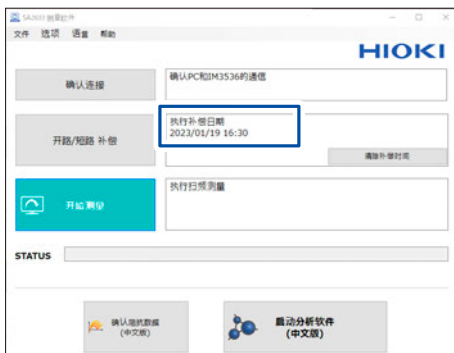 SA2633 测量软件
文件 选项 语言 帮助
HIOKI
确认连接
确认PC和IM3536的通信
开路/短路 补偿
执行补偿日期
2023/01/19 16:30
清除补偿时间
开始测量
执行扫频测量
STATUS
确认阻抗数据
(中文版)
启动分析软件
(中文版)